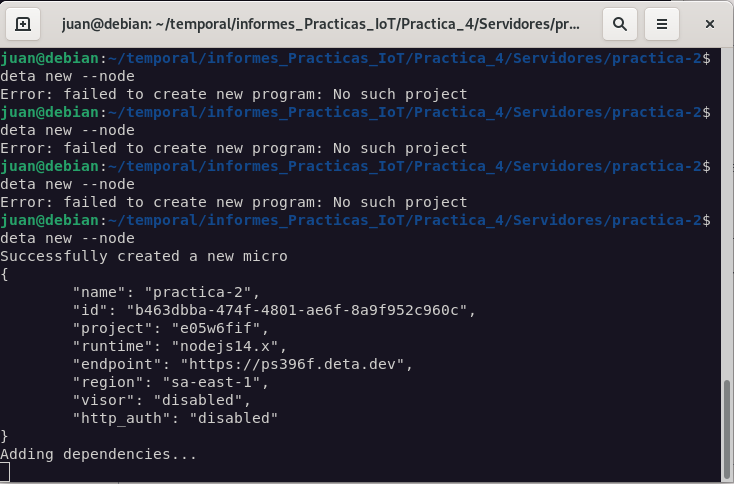 juan@debian: ~/temporal/informes_Practicas_IoT/Practica_4/Servidores/pr...
juan@debian:~/temporal/informes_Practicas_IoT/Practica_4/Servidores/practica-2$
deta new --node
Error: failed to create new program: No such project
juan@debian:~/temporal/informes_Practicas_IoT/Practica_4/Servidores/practica-2$
deta new --node
Error: failed to create new program: No such project
juan@debian:~/temporal/informes_Practicas_IoT/Practica_4/Servidores/practica-2$
deta new --node
Error: failed to create new program: No such project
juan@debian:~/temporal/informes_Practicas_IoT/Practica_4/Servidores/practica-2$
deta new --node
Successfully created a new micro
{
        "name": "practica-2",
        "id": "b463dbba-474f-4801-ae6f-8a9f952c960c",
        "project": "e05w6fif",
        "runtime": "nodejs14.x",
        "endpoint": "https://ps396f.deta.dev",
        "region": "sa-east-1",
        "visor": "disabled",
        "http_auth": "disabled"
}
Adding dependencies...